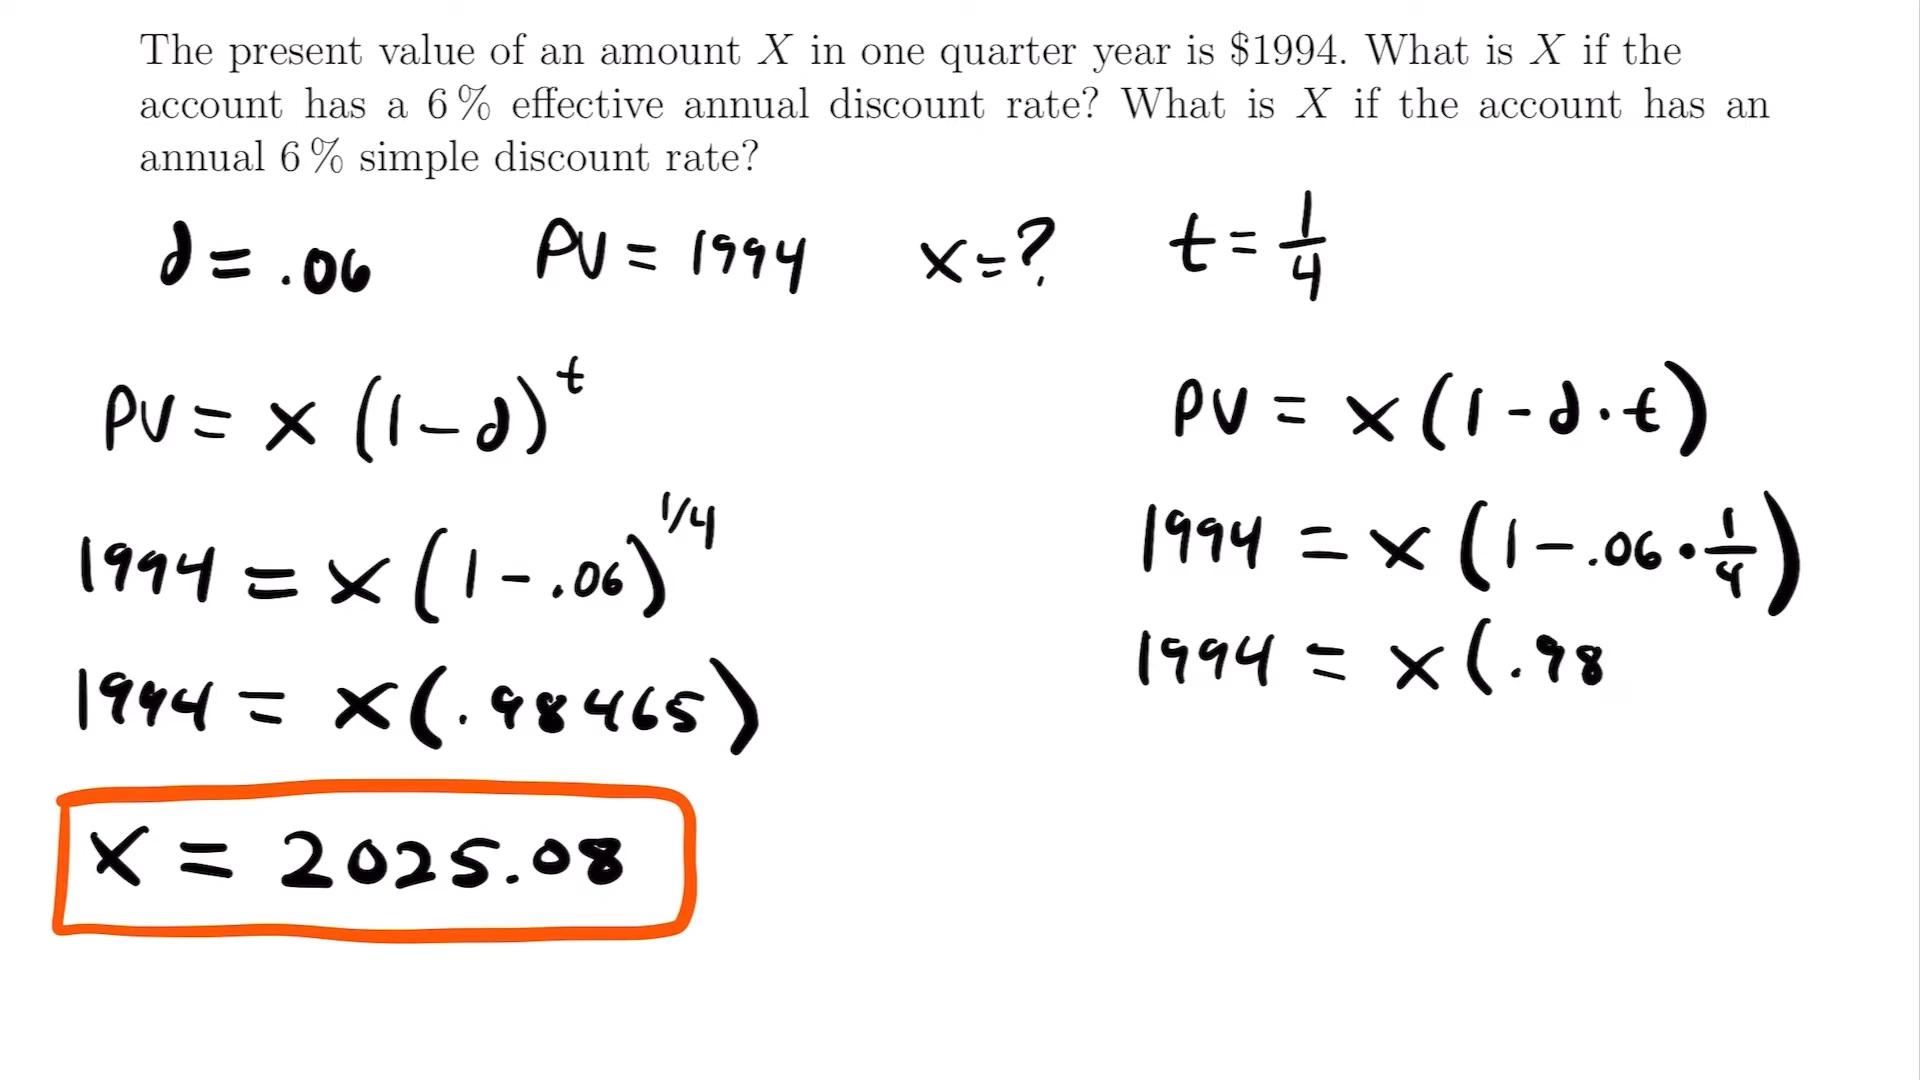 The present value of an amount X in one quarter year is $1994. What is X if the
account has a 6 % effective annual discount rate? What is X if the account has an
annual 6 % simple discount rate?
d = .06 PV = 1994 x = ? t = 1/4
PV = x (1 - d)^t
1994 = x (1 - .06)^1/4
1994 = x (.98465)
x = 2025.08
PV = x (1 - d · t)
1994 = x (1 - .06 · 1/4)
1994 = x (.98